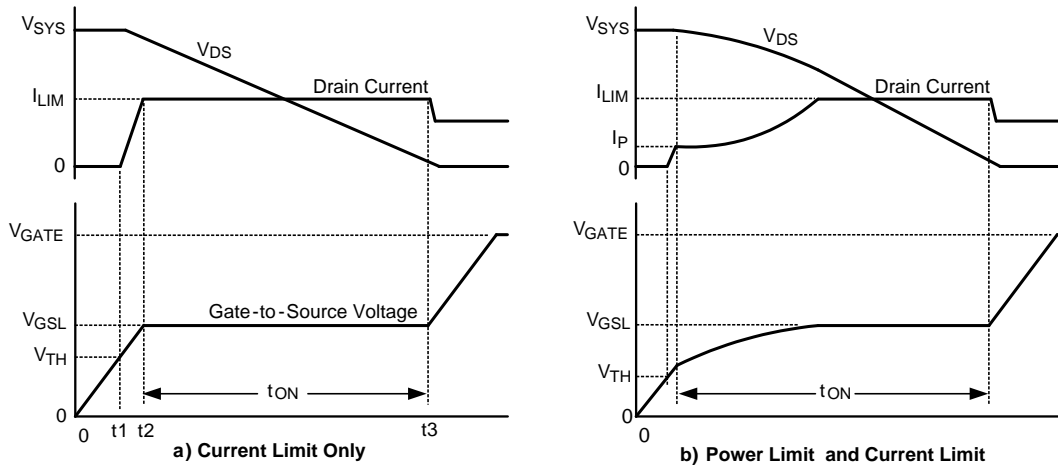 VSYS
VDS
Drain Current
ILIM
0
VGATE
Gate-to-Source Voltage
VGSL
VTH
tON
0
0
t1
t2
t3
a) Current Limit Only
VSYS
VDS
Drain Current
ILIM
IP
0
VGATE
VGSL
VTH
tON
0
0
b) Power Limit and Current Limit